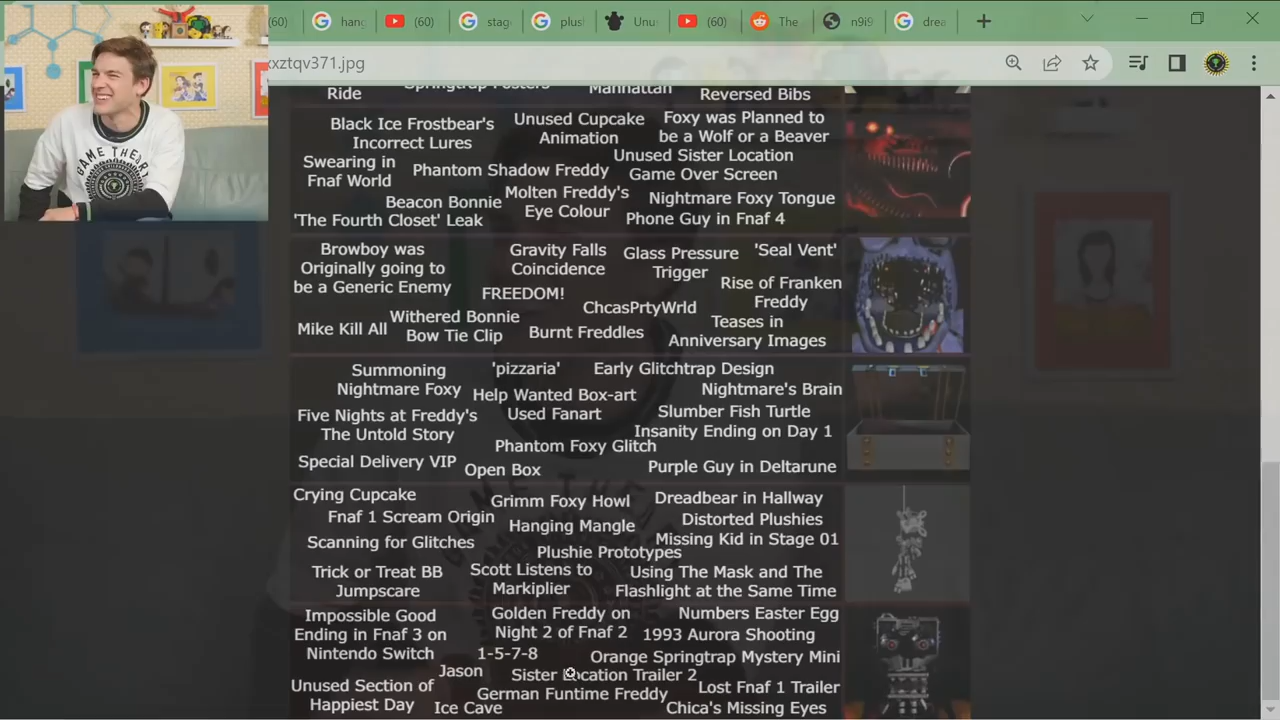 (60)
hang
(60)
stag
plus
Unu
(60)
The
n9i9
drea
xxztqv371.jpg
GAME THEORY
Ride
Springtrap Posters
Manhattan
Reversed Bibs
Black Ice Frostbear's
Incorrect Lures
Unused Cupcake
Animation
Foxy was Planned to
be a Wolf or a Beaver
Swearing in
Fnaf World
Phantom Shadow Freddy
Unused Sister Location
Game Over Screen
Beacon Bonnie
Molten Freddy's
Eye Colour
Nightmare Foxy Tongue
'The Fourth Closet' Leak
Phone Guy in Fnaf 4
Browboy was
Originally going to
be a Generic Enemy
Gravity Falls
Coincidence
Glass Pressure
Trigger
'Seal Vent'
FREEDOM!
Rise of Franken
Freddy
ChcasPrtyWrld
Mike Kill All
Withered Bonnie
Bow Tie Clip
Burnt Freddles
Teases in
Anniversary Images
Summoning
Nightmare Foxy
'pizzaria'
Early Glitchtrap Design
Help Wanted Box-art
Used Fanart
Nightmare's Brain
Five Nights at Freddy's
The Untold Story
Slumber Fish Turtle
Insanity Ending on Day 1
Phantom Foxy Glitch
Special Delivery VIP
Open Box
Purple Guy in Deltarune
Crying Cupcake
Grimm Foxy Howl
Dreadbear in Hallway
Fnaf 1 Scream Origin
Hanging Mangle
Distorted Plushies
Scanning for Glitches
Plushie Prototypes
Missing Kid in Stage 01
Trick or Treat BB
Jumpscare
Scott Listens to
Markiplier
Using The Mask and The
Flashlight at the Same Time
Impossible Good
Ending in Fnaf 3 on
Nintendo Switch
Golden Freddy on
Night 2 of Fnaf 2
Numbers Easter Egg
1993 Aurora Shooting
1-5-7-8
Orange Springtrap Mystery Mini
Jason
Sister Location Trailer 2
Unused Section of
Happiest Day
German Funtime Freddy
Lost Fnaf 1 Trailer
Ice Cave
Chica's Missing Eyes